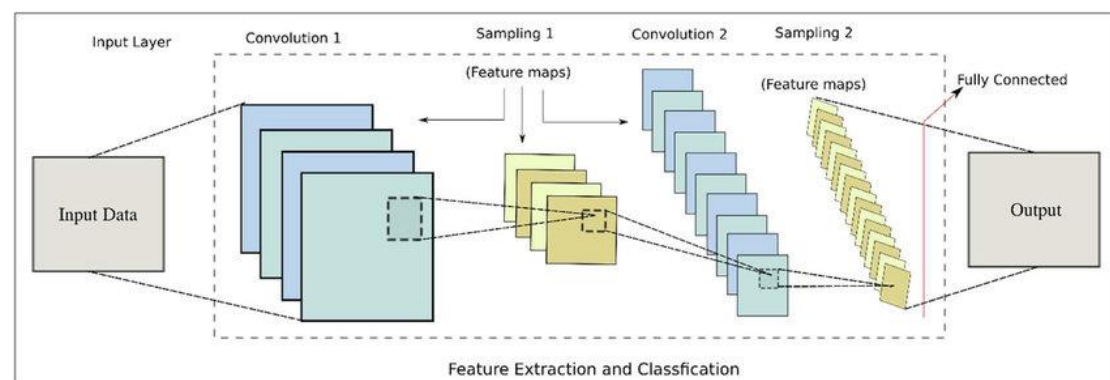 Input Layer
Convolution 1
Sampling 1
Convolution 2
Sampling 2
(Feature maps)
(Feature maps)
Fully Connected
Input Data
Output
Feature Extraction and Classfication